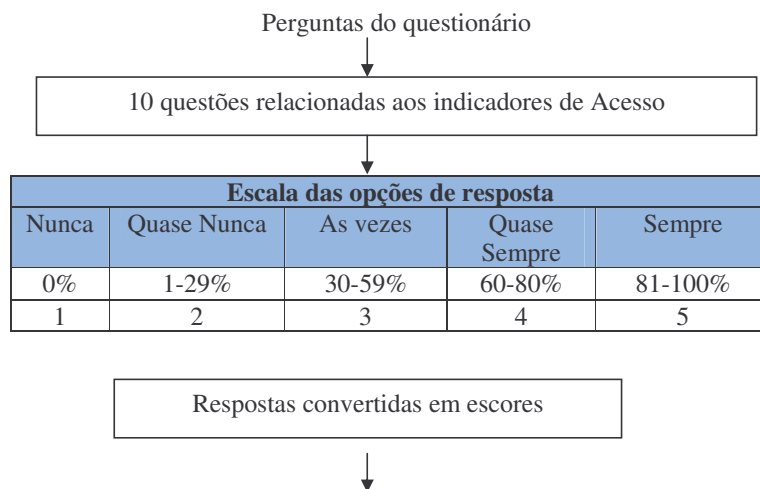 Perguntas do questionário
10 questões relacionadas aos indicadores de Acesso
Escala das opções de resposta
Nunca Quase Nunca As vezes Quase Sempre Sempre
0% 1-29% 30-59% 60-80% 81-100%
1 2 3 4 5
Respostas convertidas em escores